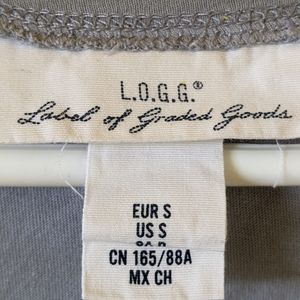 L.O.G.G.®
Label of Graded Goods
EUR S
US S
CN 165/88A
MX CH